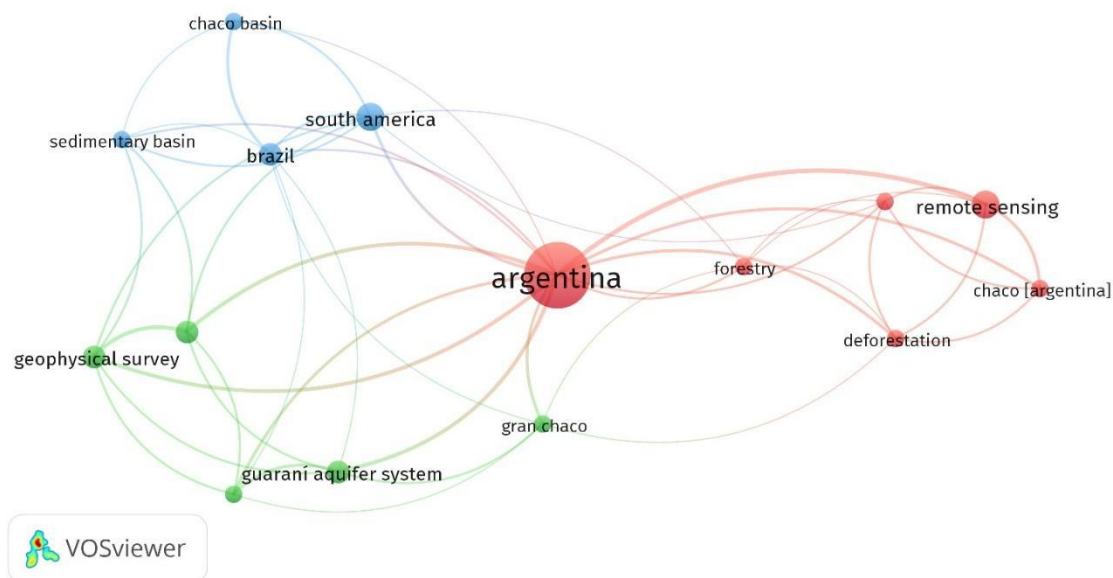 chaco basin
south america
sedimentary basin
brazil
remote sensing
argentina
forestry
chaco [argentina]
deforestation
geophysical survey
gran chaco
guaraní aquifer system
VOSviewer